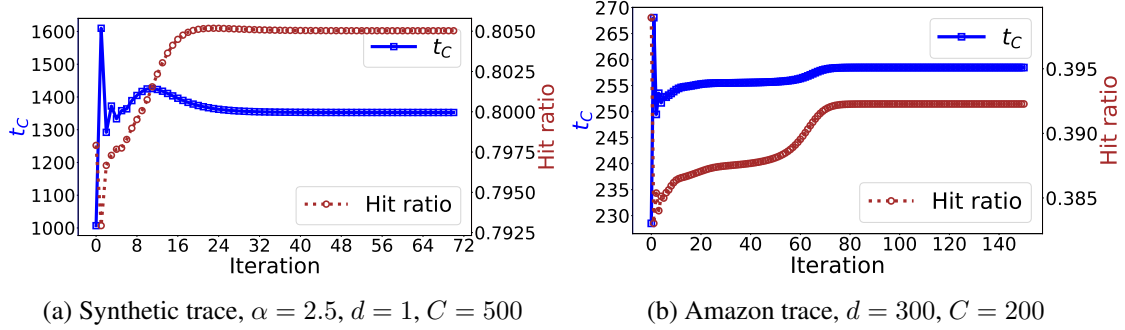 1600
1500
1400
1300
1200
1100
1000
t_C
0.8050
0.8025
0.8000
0.7975
0.7950
0.7925
Hit ratio
t_C
Hit ratio
0 8 16 24 32 40 48 56 64 72
Iteration
(a) Synthetic trace, α = 2.5, d = 1, C = 500
270
265
260
255
250
245
240
235
230
t_C
0.395
0.390
0.385
Hit ratio
t_C
Hit ratio
0 20 40 60 80 100 120 140
Iteration
(b) Amazon trace, d = 300, C = 200